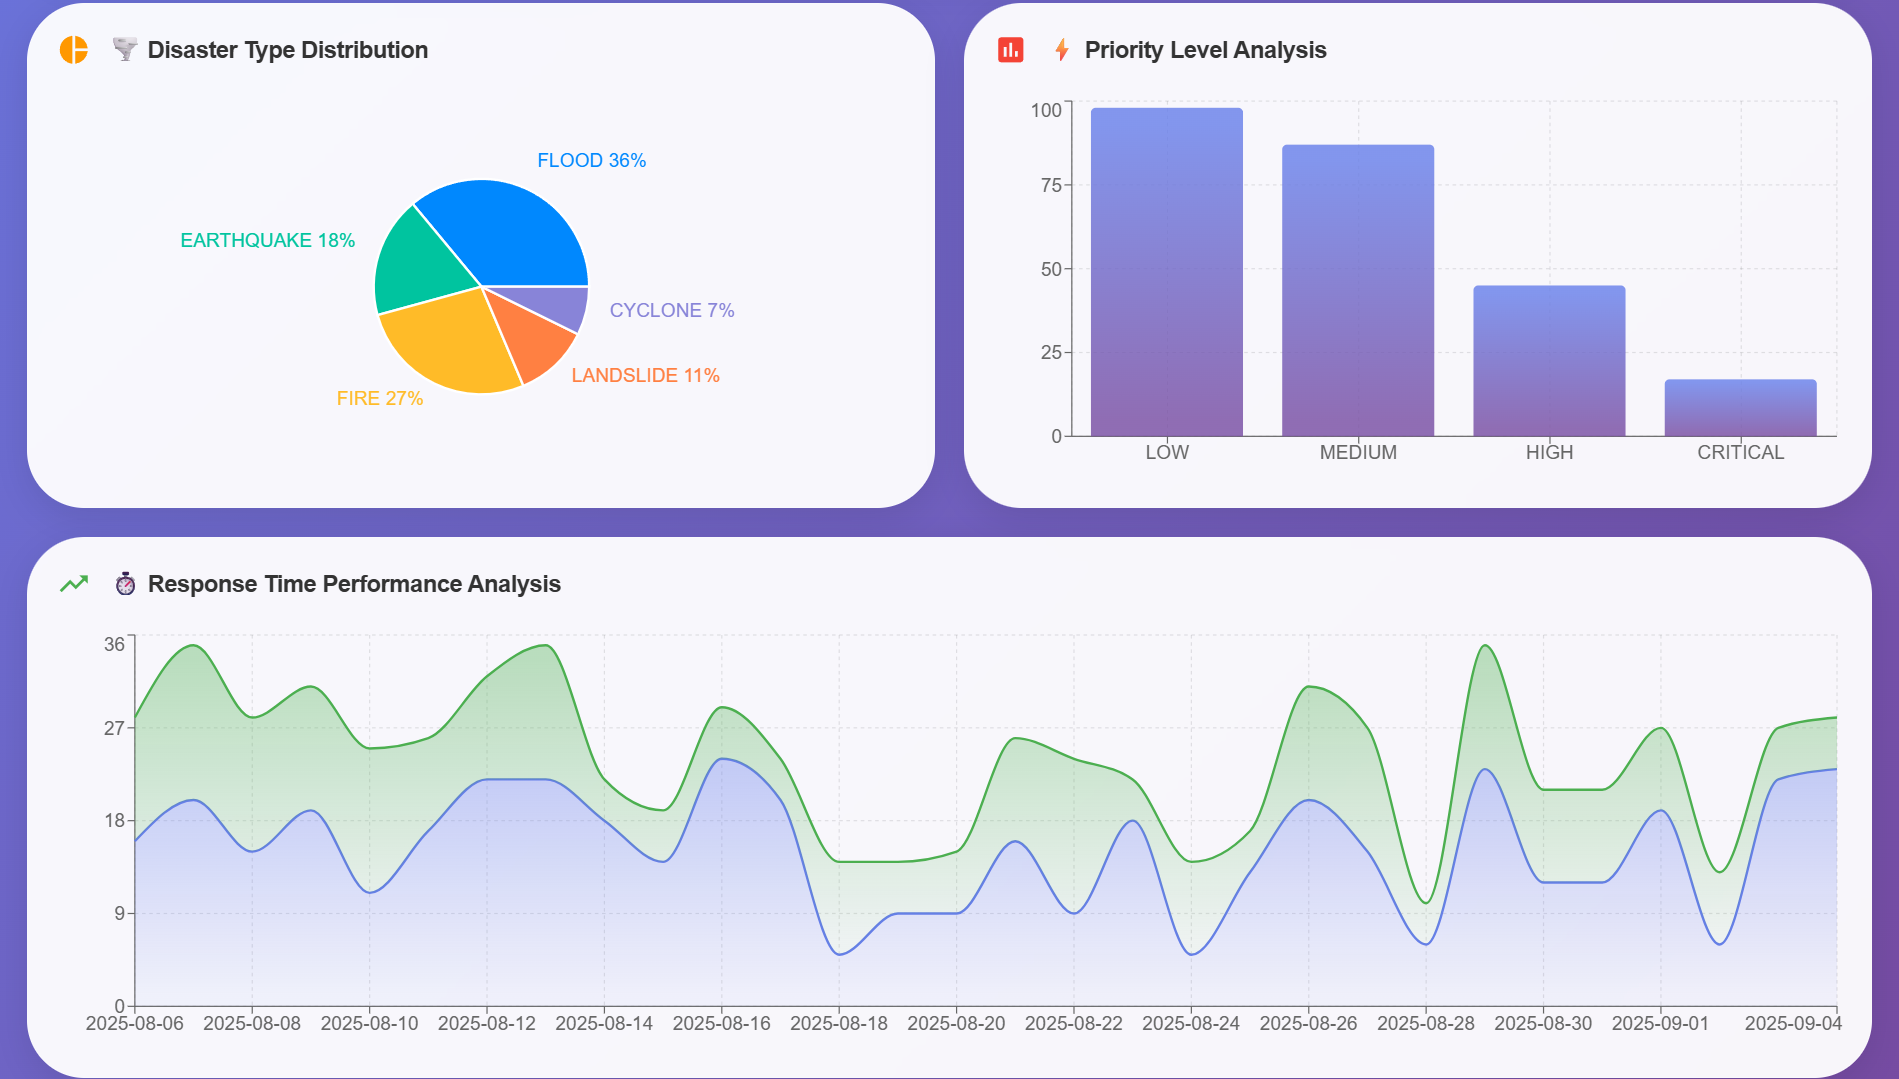 Disaster Type Distribution
FLOOD 36%
EARTHQUAKE 18%
CYCLONE 7%
LANDSLIDE 11%
FIRE 27%
Priority Level Analysis
100
75
50
25
0
LOW MEDIUM HIGH CRITICAL
Response Time Performance Analysis
36
27
18
9
0
2025-08-06 2025-08-08 2025-08-10 2025-08-12 2025-08-14 2025-08-16 2025-08-18 2025-08-20 2025-08-22 2025-08-24 2025-08-26 2025-08-28 2025-08-30 2025-09-01 2025-09-04